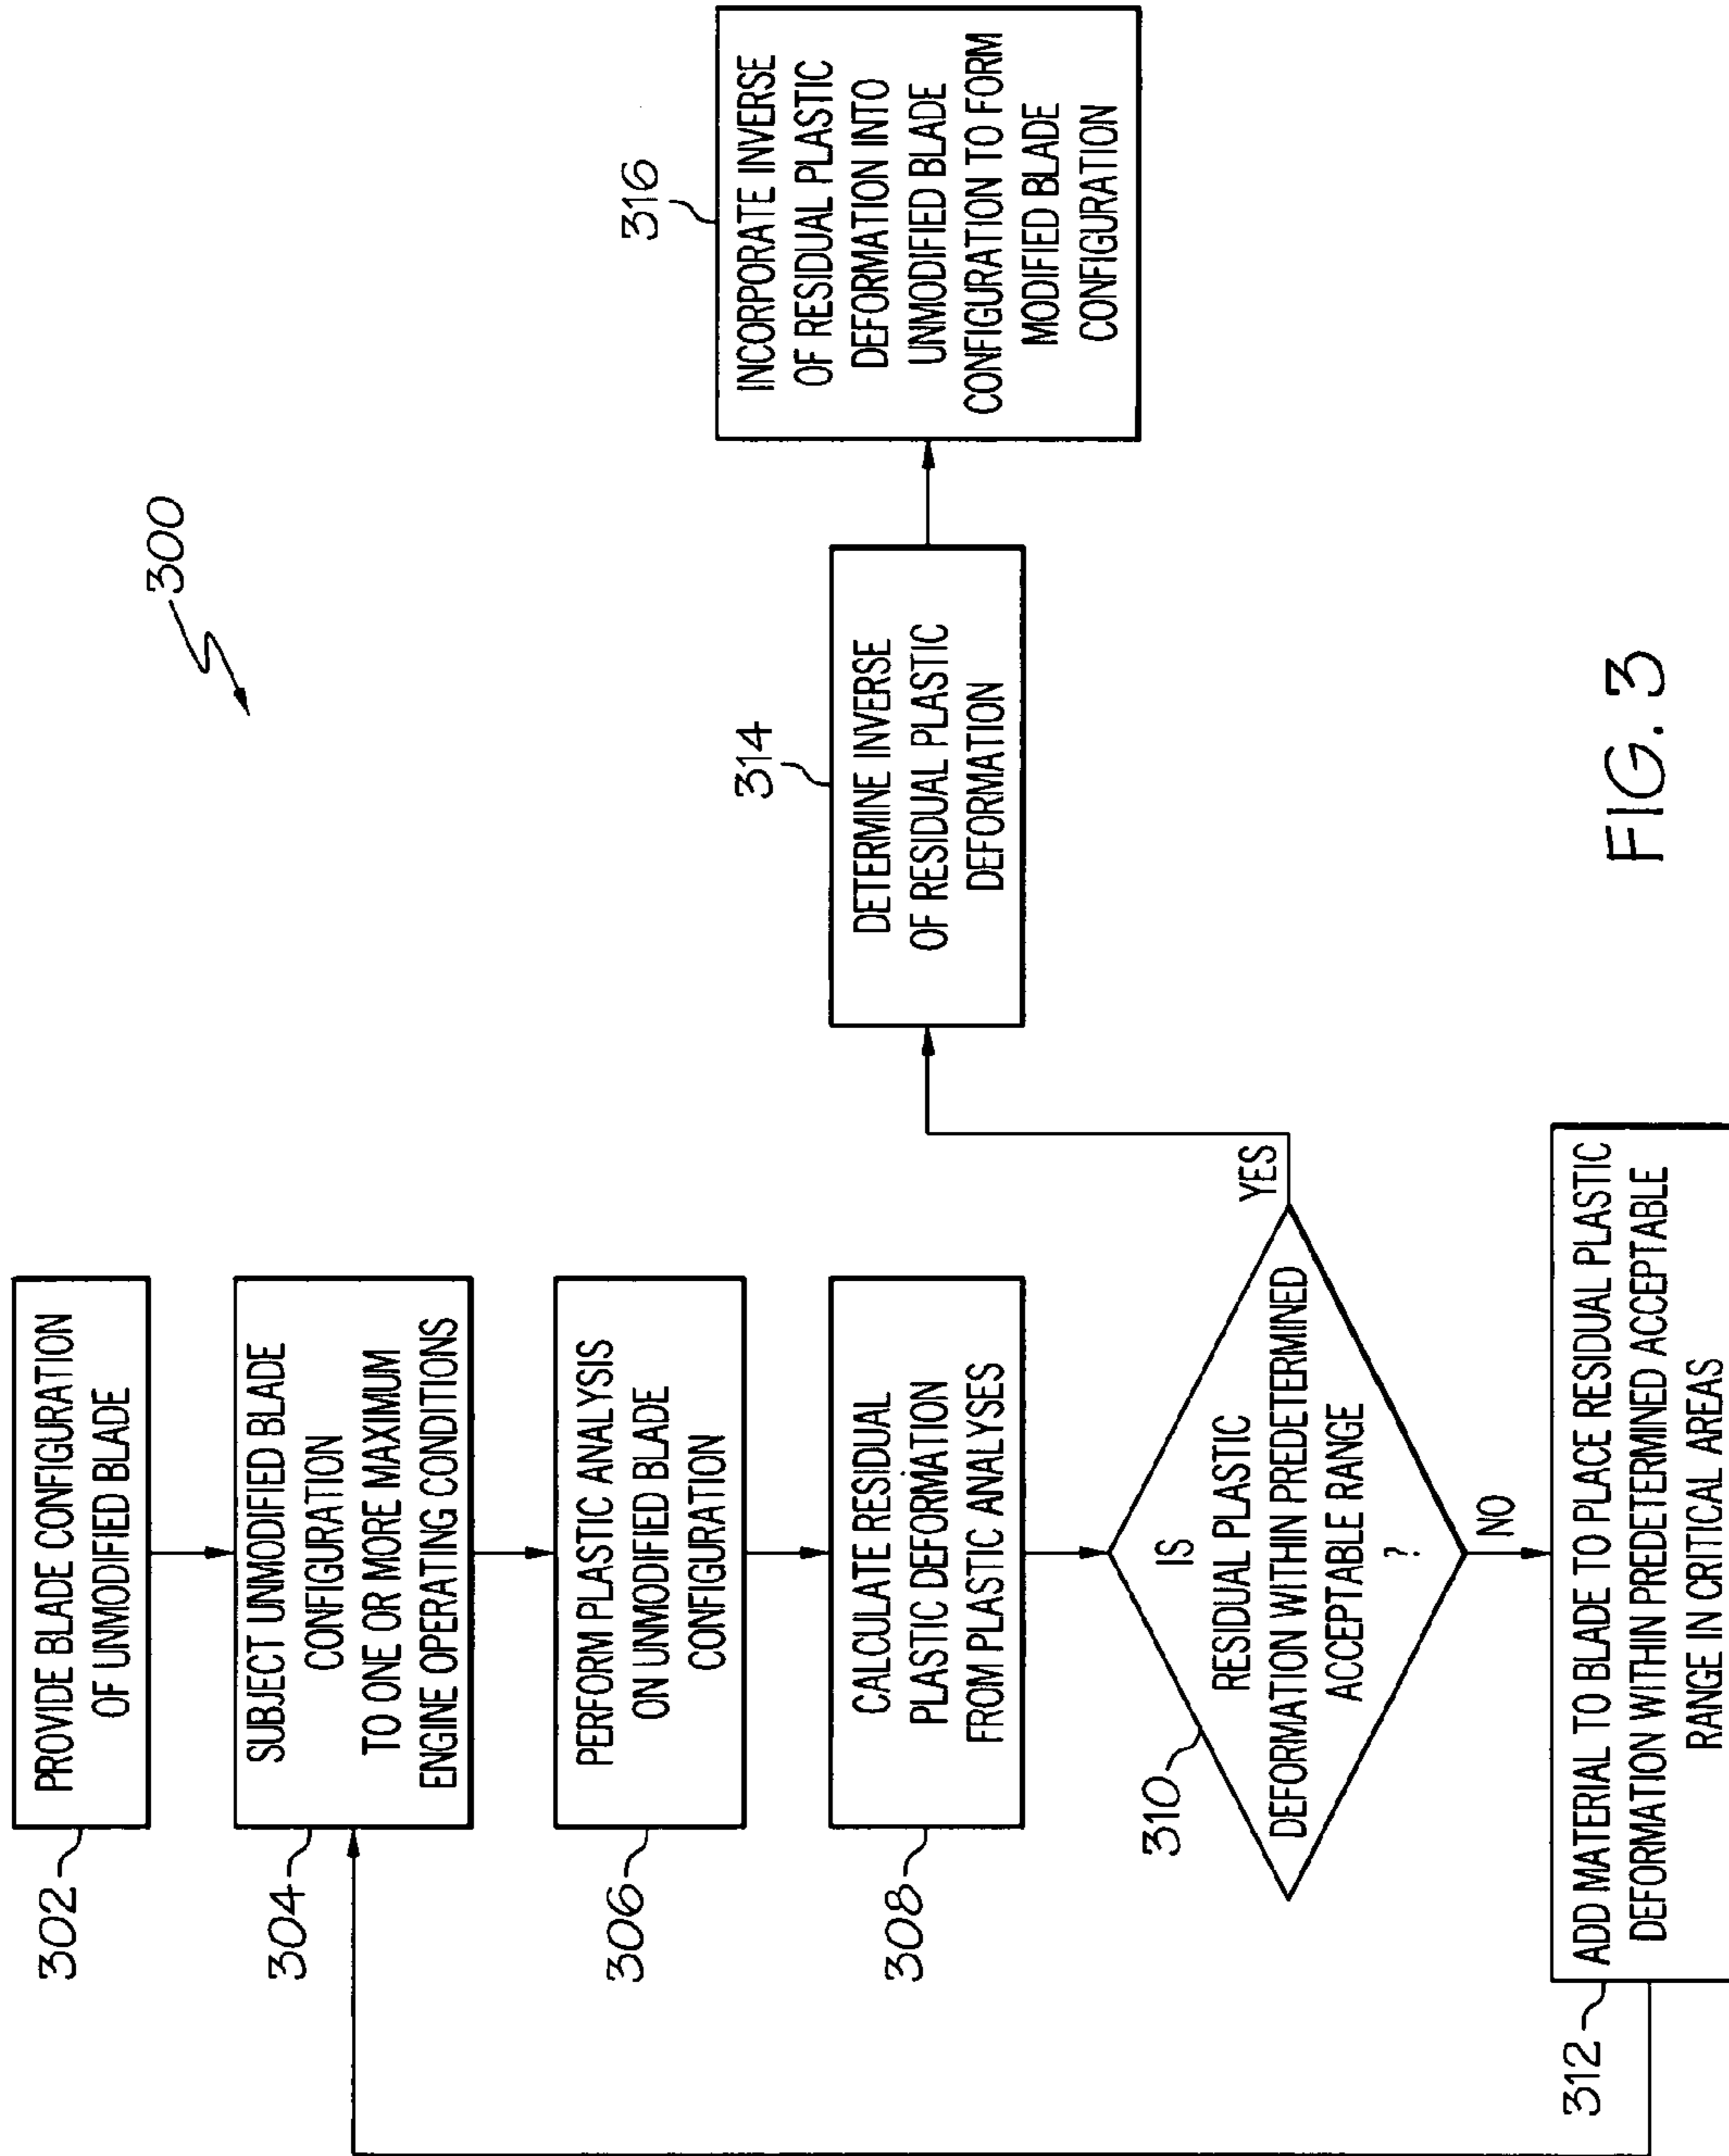 300
302
PROVIDE BLADE CONFIGURATION
OF UNMODIFIED BLADE
304
SUBJECT UNMODIFIED BLADE
CONFIGURATION
TO ONE OR MORE MAXIMUM
ENGINE OPERATING CONDITIONS
306
PERFORM PLASTIC ANALYSIS
ON UNMODIFIED BLADE
CONFIGURATION
308
CALCULATE RESIDUAL
PLASTIC DEFORMATION
FROM PLASTIC ANALYSES
310
IS
RESIDUAL PLASTIC
DEFORMATION WITHIN PREDETERMINED
ACCEPTABLE RANGE
?
YES
NO
312
ADD MATERIAL TO BLADE TO PLACE RESIDUAL PLASTIC
DEFORMATION WITHIN PREDETERMINED ACCEPTABLE
RANGE IN CRITICAL AREAS
314
DETERMINE INVERSE
OF RESIDUAL PLASTIC
DEFORMATION
316
INCORPORATE INVERSE
OF RESIDUAL PLASTIC
DEFORMATION INTO
UNMODIFIED BLADE
CONFIGURATION TO FORM
MODIFIED BLADE
CONFIGURATION
FIG. 3